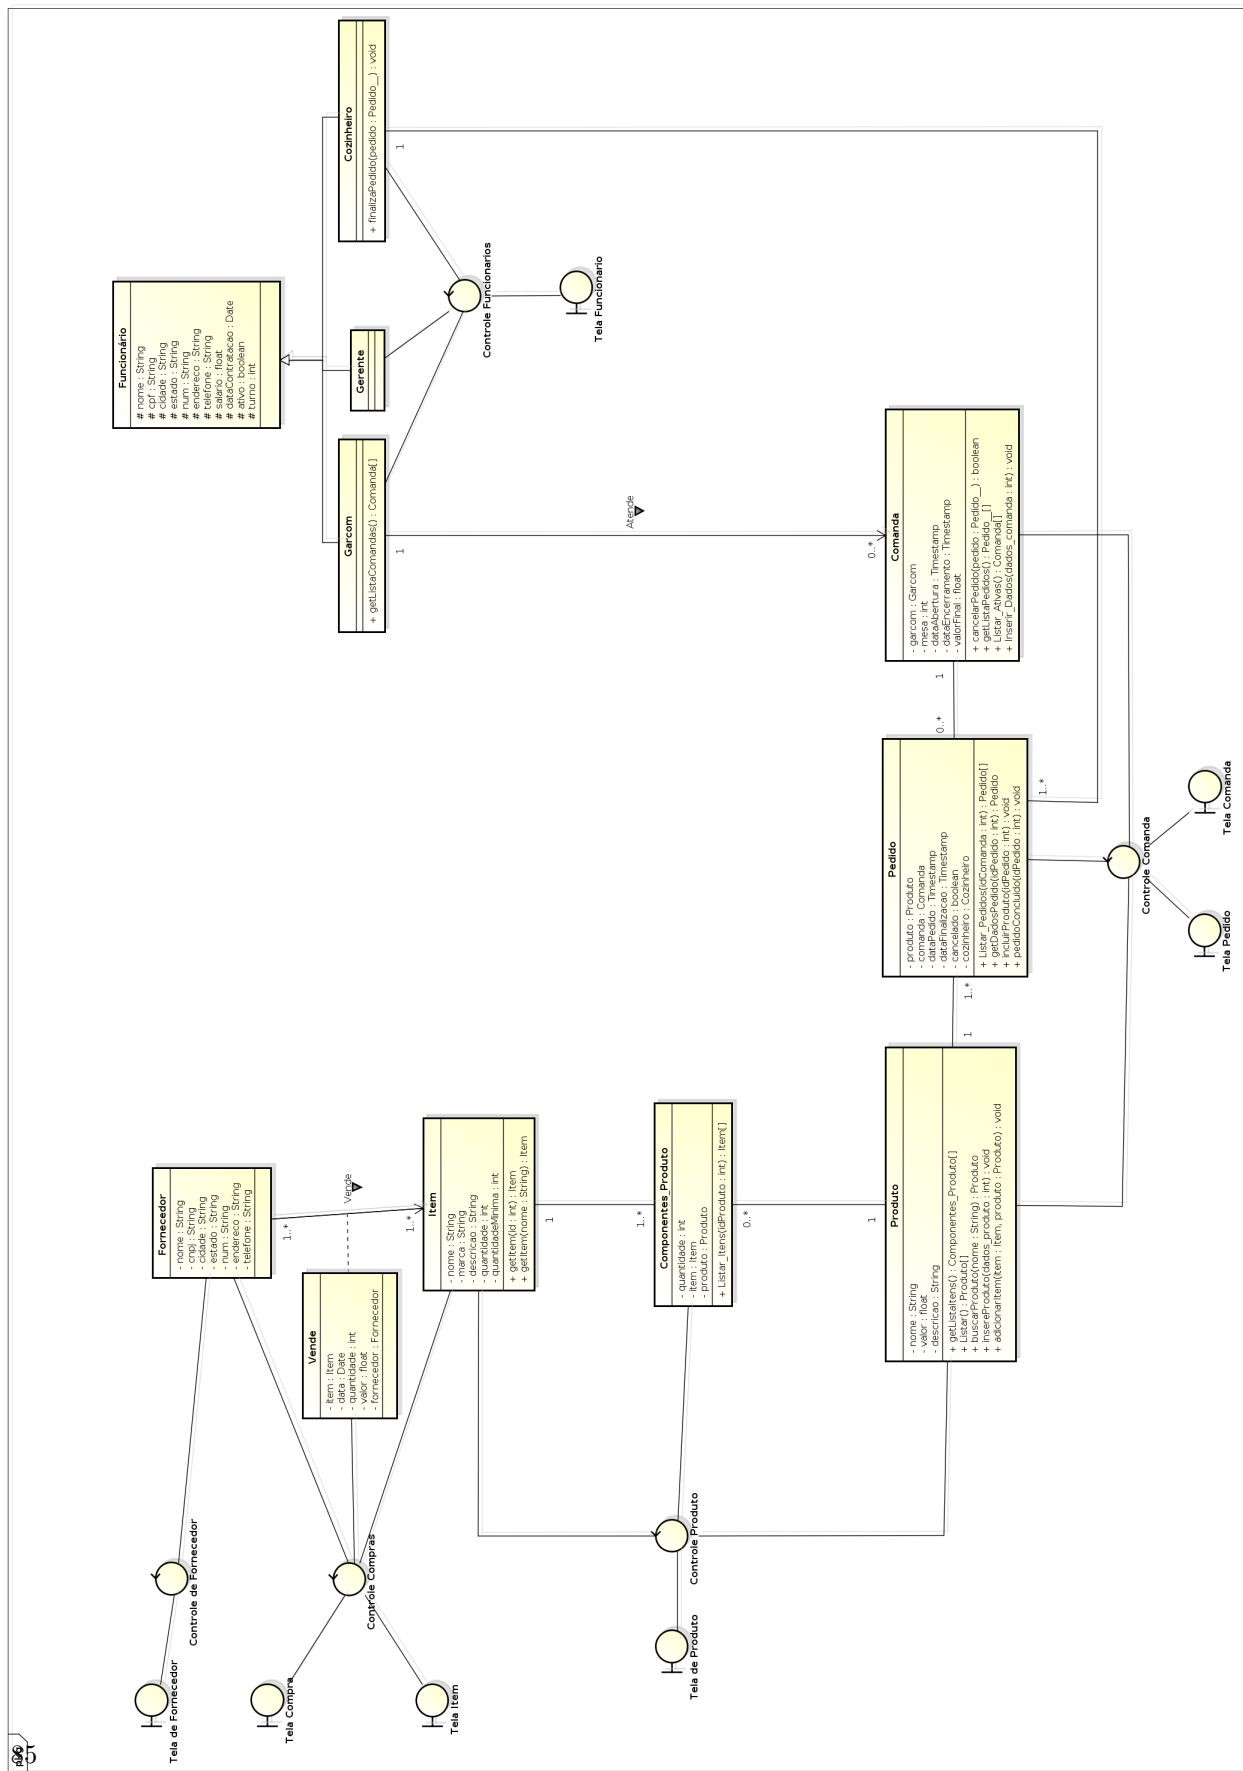 Funcionário
# nome : String
# cpf : String
# cidade : String
# estado : String
# num : String
# endereco : String
# telefone : String
# salario : float
# dataContratacao : Date
# ativo : boolean
# turno : int
Garcom
+ getListaComandas() : Comanda[]
Gerente
Cozinheiro
+ finalizaPedido(pedido : Pedido__) : void
Controle Funcionarios
Tela Funcionario
1
1
Atende
0..*
Fornecedor
- nome : String
- cnpj : String
- cidade : String
- estado : String
- num : String
- endereco : String
- telefone : String
1..*
Vende
1..*
Vende
- item : Item
- data : Date
- quantidade : int
- valor : float
- fornecedor : Fornecedor
Item
- nome : String
- marca : String
- descricao : String
- quantidade : int
- quantidadeMinima : int
+ getItem(id : int) : Item
+ getItem(nome : String) : Item
1
1..*
Componentes_Produto
- quantidade : int
- item : Item
- produto : Produto
+ Listar_Itens(idProduto : int) : Item[]
0..*
1
Produto
- nome : String
- valor : float
- descricao : String
+ getListaItens() : Componentes_Produto[]
+ Listar() : Produto[]
+ buscarProduto(nome : String) : Produto
+ insereProduto(dados_produto : int) : void
+ adicionarItem(item : Item, produto : Produto) : void
1
1..*
Pedido
- produto : Produto
- comanda : Comanda
- dataPedido : Timestamp
- dataFinalizacao : Timestamp
- cancelado : boolean
- cozinheiro : Cozinheiro
+ Listar_Pedidos(idComanda : int) : Pedido[]
+ getDadosPedido(idPedido : int) : Pedido
+ incluirProduto(idPedido : int) : void
+ pedidoConcluido(idPedido : int) : void
0..*
1
1..*
Comanda
- garcom : Garcom
- mesa : int
- dataAbertura : Timestamp
- dataEncerramento : Timestamp
- valorFinal : float
+ cancelarPedido(pedido : Pedido__) : boolean
+ getListaPedidos() : Pedido__[]
+ Listar_Ativas() : Comanda[]
+ Inserir_Dados(dados_comanda : int) : void
Controle de Fornecedor
Tela de Fornecedor
Controle Compras
Tela Compra
Tela Item
Controle Produto
Tela de Produto
Controle Comanda
Tela Pedido
Tela Comanda